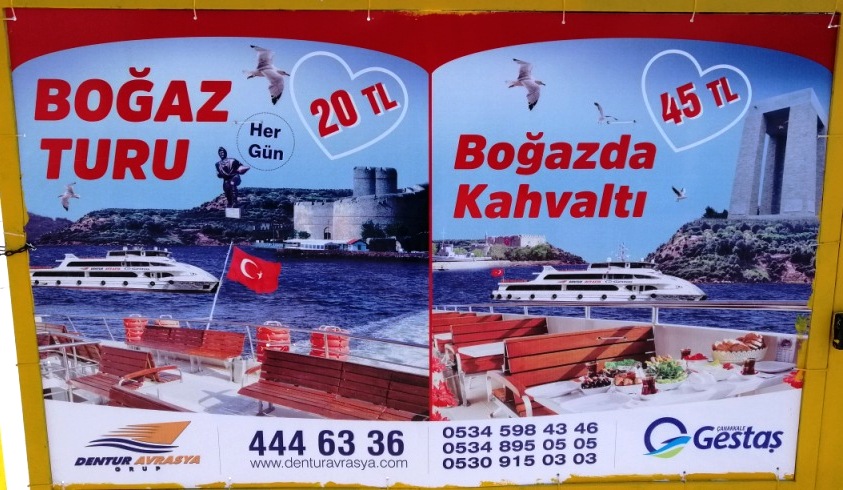 BOĞAZ
TURU
Her
Gün
20 TL
45 TL
Boğazda
Kahvaltı
DENTUR AVRASYA
GRUP
444 63 36
www.denturavrasya.com
0534 598 43 46
0534 895 05 05
0530 915 03 03
ÇANAKKALE
Gestaş